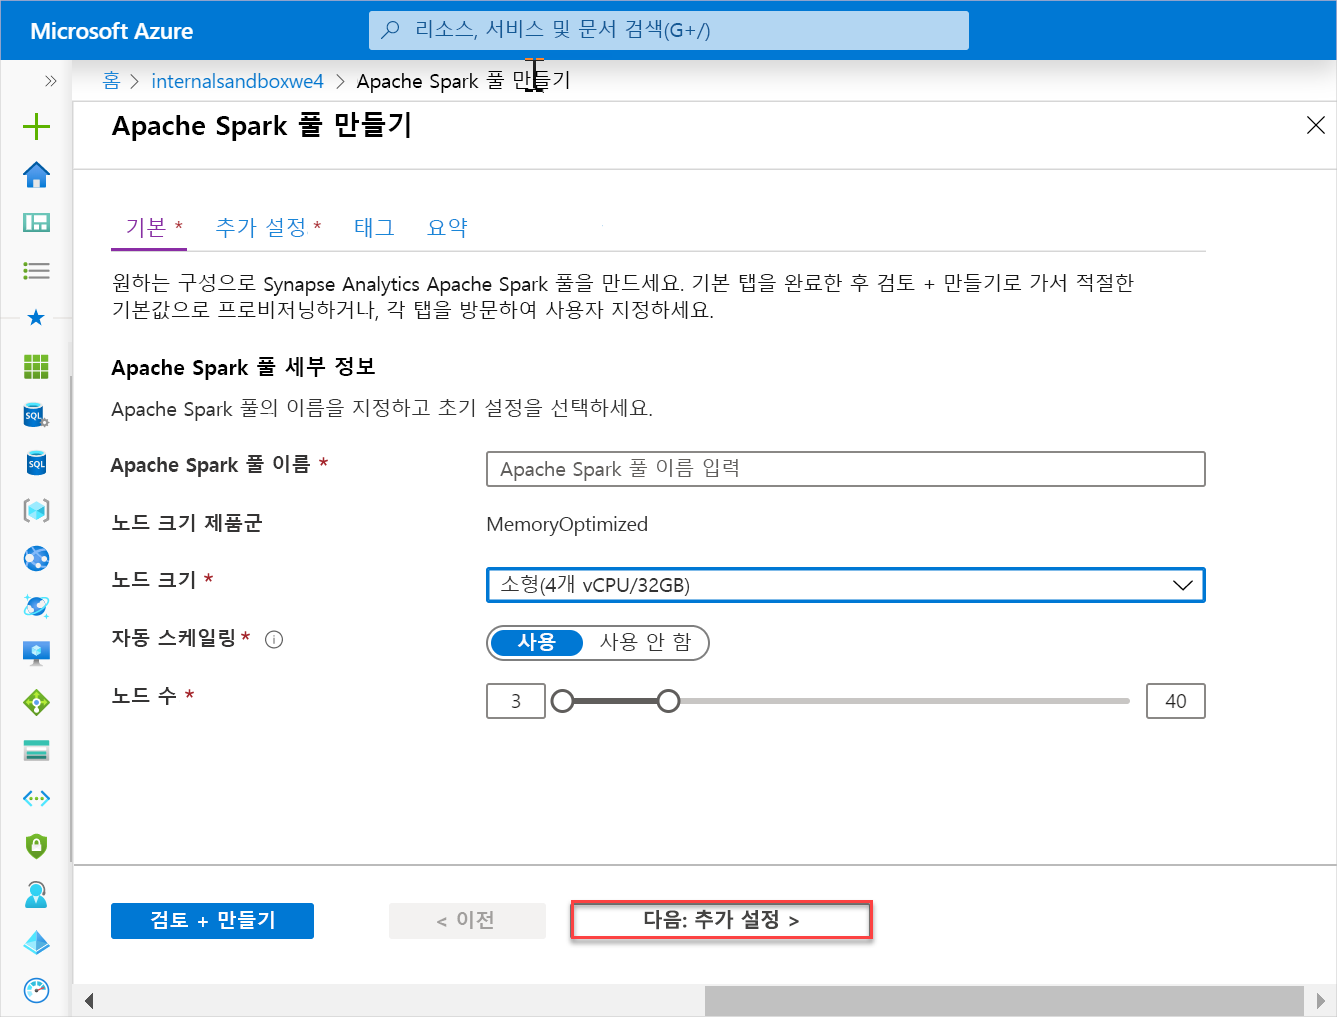 Microsoft Azure
리소스, 서비스 및 문서 검색(G+/)
홈 > internalsandboxwe4 > Apache Spark 풀 만들기
Apache Spark 풀 만들기
기본 * 추가 설정 * 태그 요약
원하는 구성으로 Synapse Analytics Apache Spark 풀을 만드세요. 기본 탭을 완료한 후 검토 + 만들기로 가서 적절한
기본값으로 프로비저닝하거나, 각 탭을 방문하여 사용자 지정하세요.
Apache Spark 풀 세부 정보
Apache Spark 풀의 이름을 지정하고 초기 설정을 선택하세요.
Apache Spark 풀 이름 * Apache Spark 풀 이름 입력
노드 크기 제품군 MemoryOptimized
노드 크기 * 소형(4개 vCPU/32GB)
자동 스케일링 * 사용 사용 안 함
노드 수 * 3 40
검토 + 만들기 < 이전 다음: 추가 설정 >
SQL
SQL